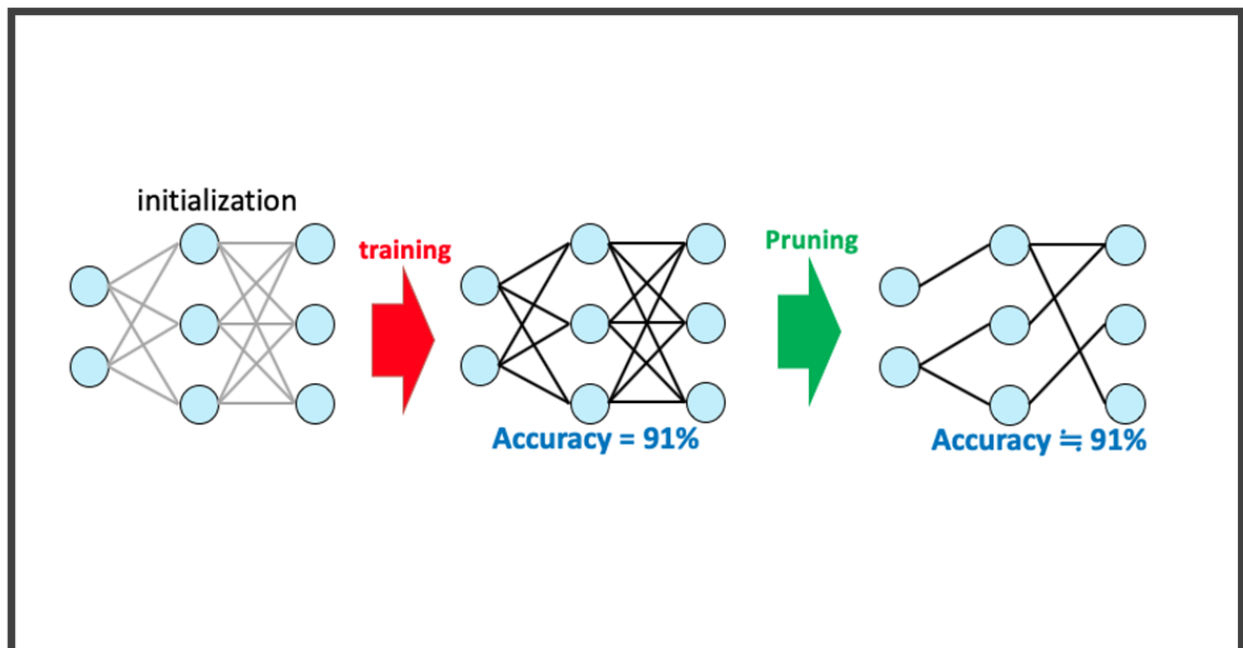 initialization
training
Pruning
Accuracy = 91%
Accuracy ≒ 91%